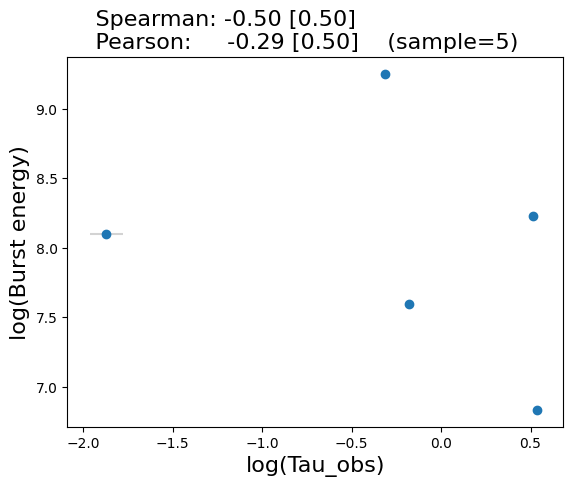 Spearman: -0.50 [0.50]
Pearson: -0.29 [0.50] (sample=5)
log(Burst energy)
9.0
8.5
8.0
7.5
7.0
−2.0 −1.5 −1.0 −0.5 0.0 0.5
log(Tau_obs)